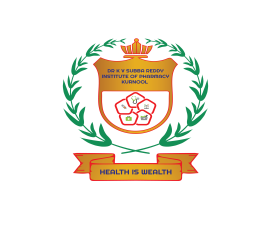 DR K V SUBBA REDDY
INSTITUTE OF PHARMACY
KURNOOL
HEALTH IS WEALTH